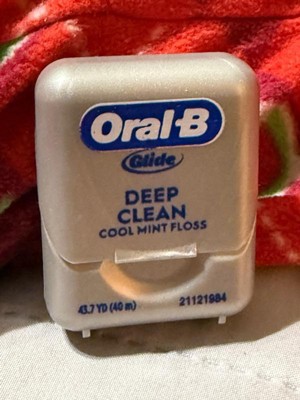 Oral-B
Glide
DEEP
CLEAN
COOL MINT FLOSS
43.7 YD (40 m) 21121984